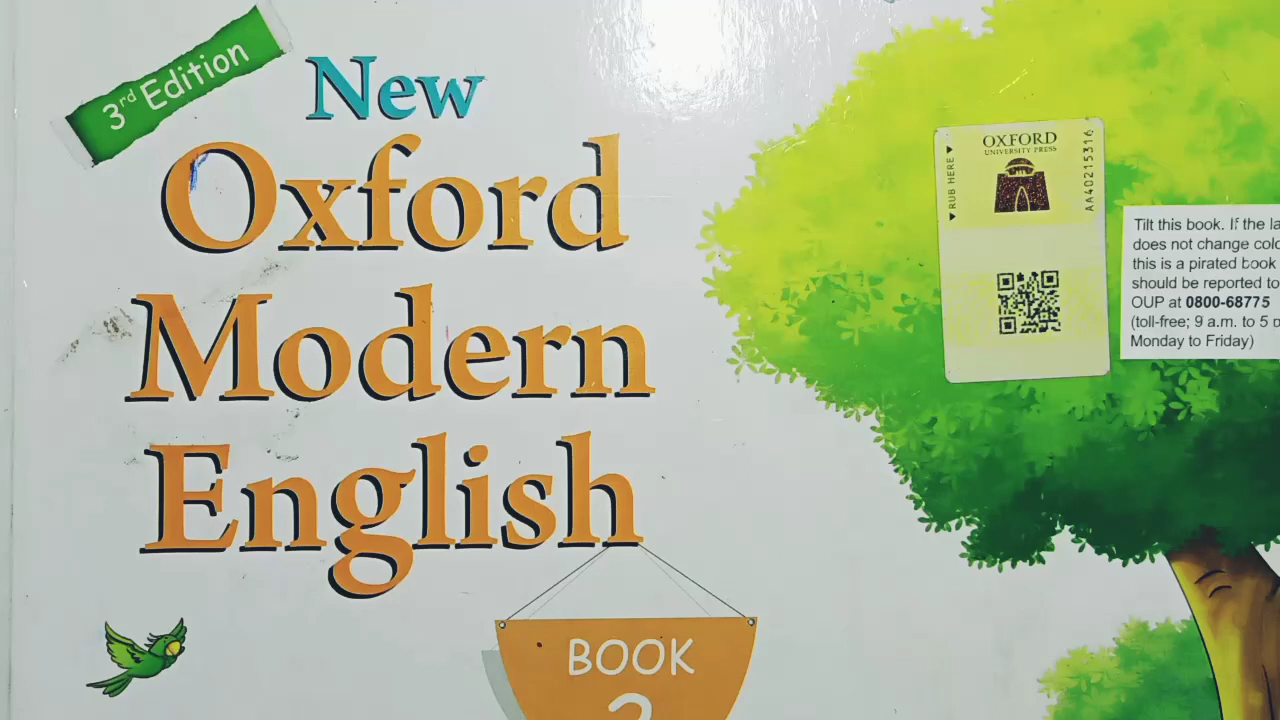 3rd Edition
New
Oxford
Modern
English
BOOK
OXFORD
UNIVERSITY PRESS
RUB HERE
AA40215316
Tilt this book. If the
does not change
this is a pirated book
should be reported to
OUP at 0800-68775
(toll-free; 9 a.m. to 5
Monday to Friday)